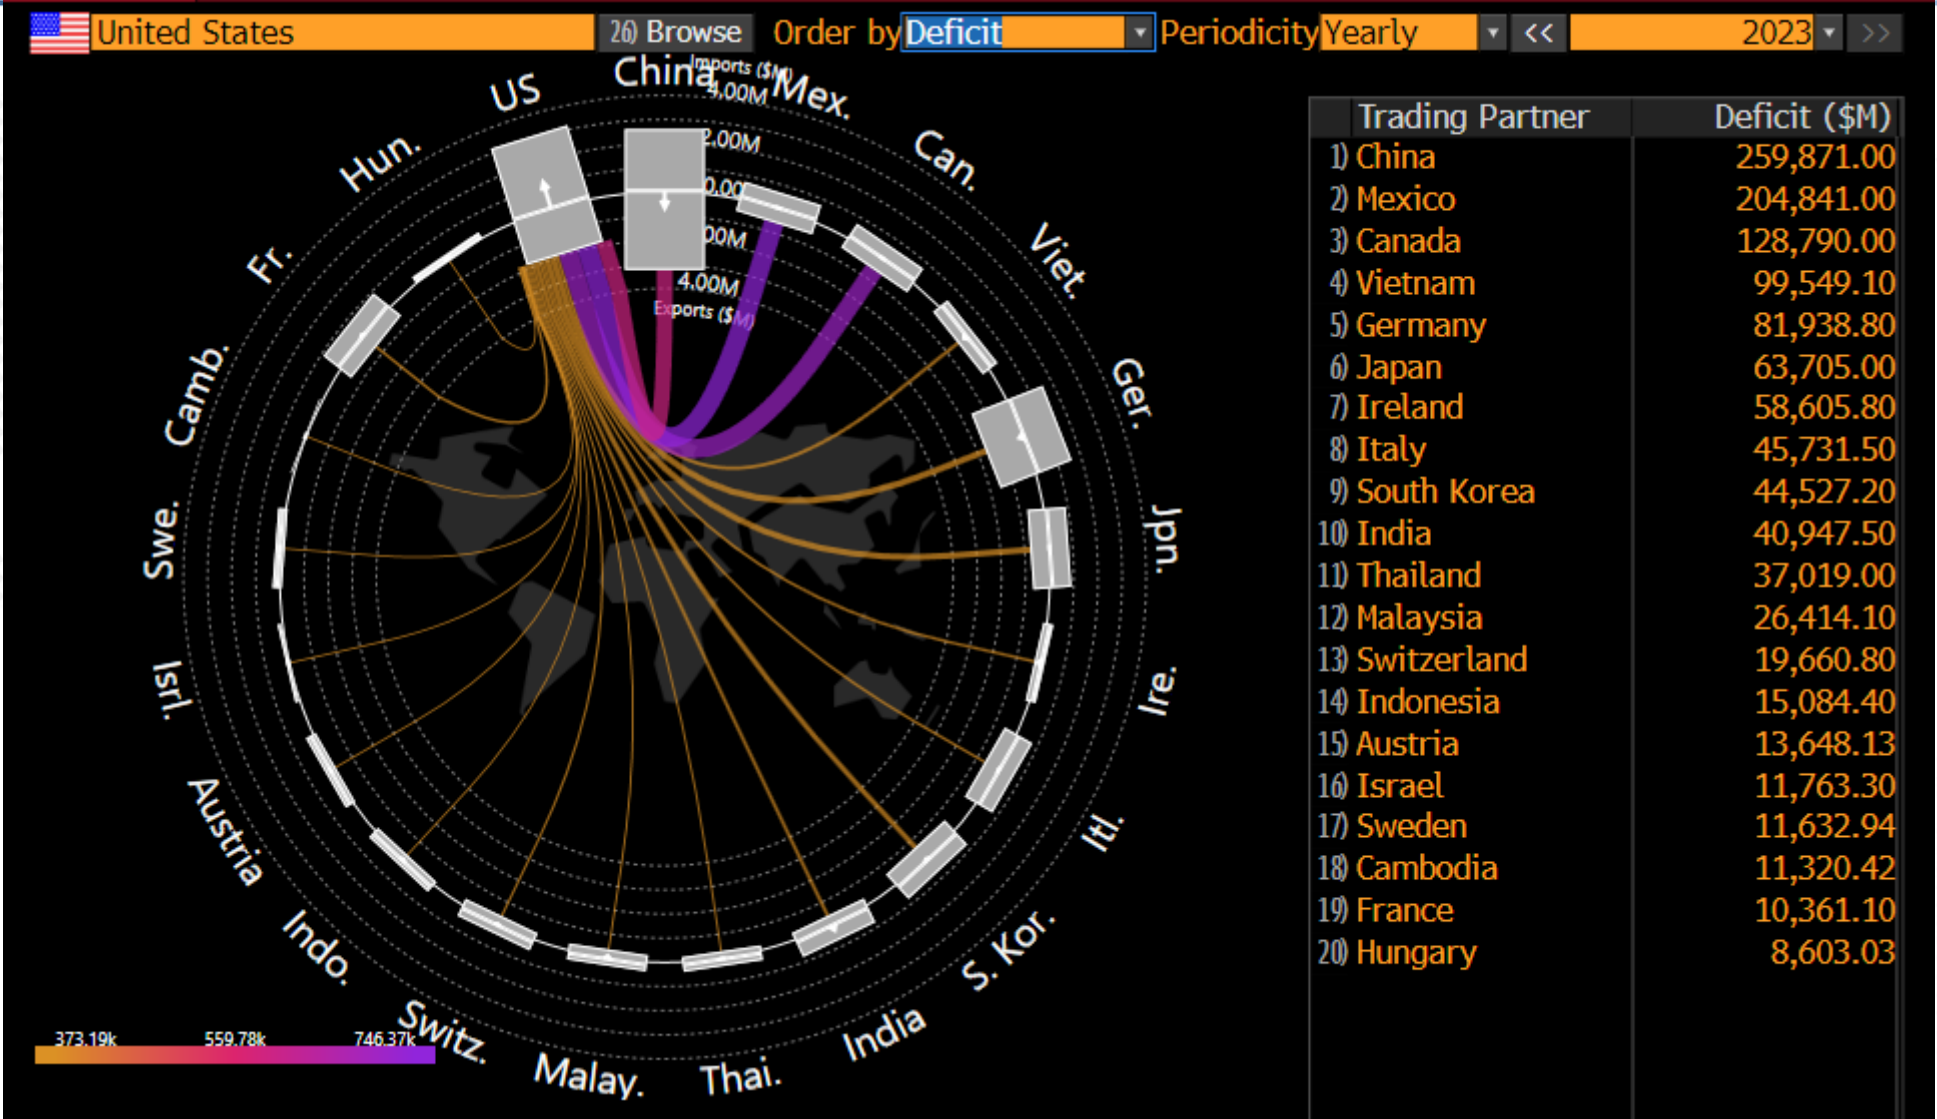 United States 26) Browse Order by Deficit Periodicity Yearly << 2023 >>
Imports ($M)
4.00M
2.00M
0.00
00M
4.00M
Exports ($M)
US
China
Mex.
Can.
Viet.
Ger.
Jpn.
Ire.
Itl.
S. Kor.
India
Thai.
Malay.
Switz.
Indo.
Austria
Isrl.
Swe.
Camb.
Fr.
Hun.
373.19k 559.78k 746.37k
Trading Partner Deficit ($M)
1) China 259,871.00
2) Mexico 204,841.00
3) Canada 128,790.00
4) Vietnam 99,549.10
5) Germany 81,938.80
6) Japan 63,705.00
7) Ireland 58,605.80
8) Italy 45,731.50
9) South Korea 44,527.20
10) India 40,947.50
11) Thailand 37,019.00
12) Malaysia 26,414.10
13) Switzerland 19,660.80
14) Indonesia 15,084.40
15) Austria 13,648.13
16) Israel 11,763.30
17) Sweden 11,632.94
18) Cambodia 11,320.42
19) France 10,361.10
20) Hungary 8,603.03